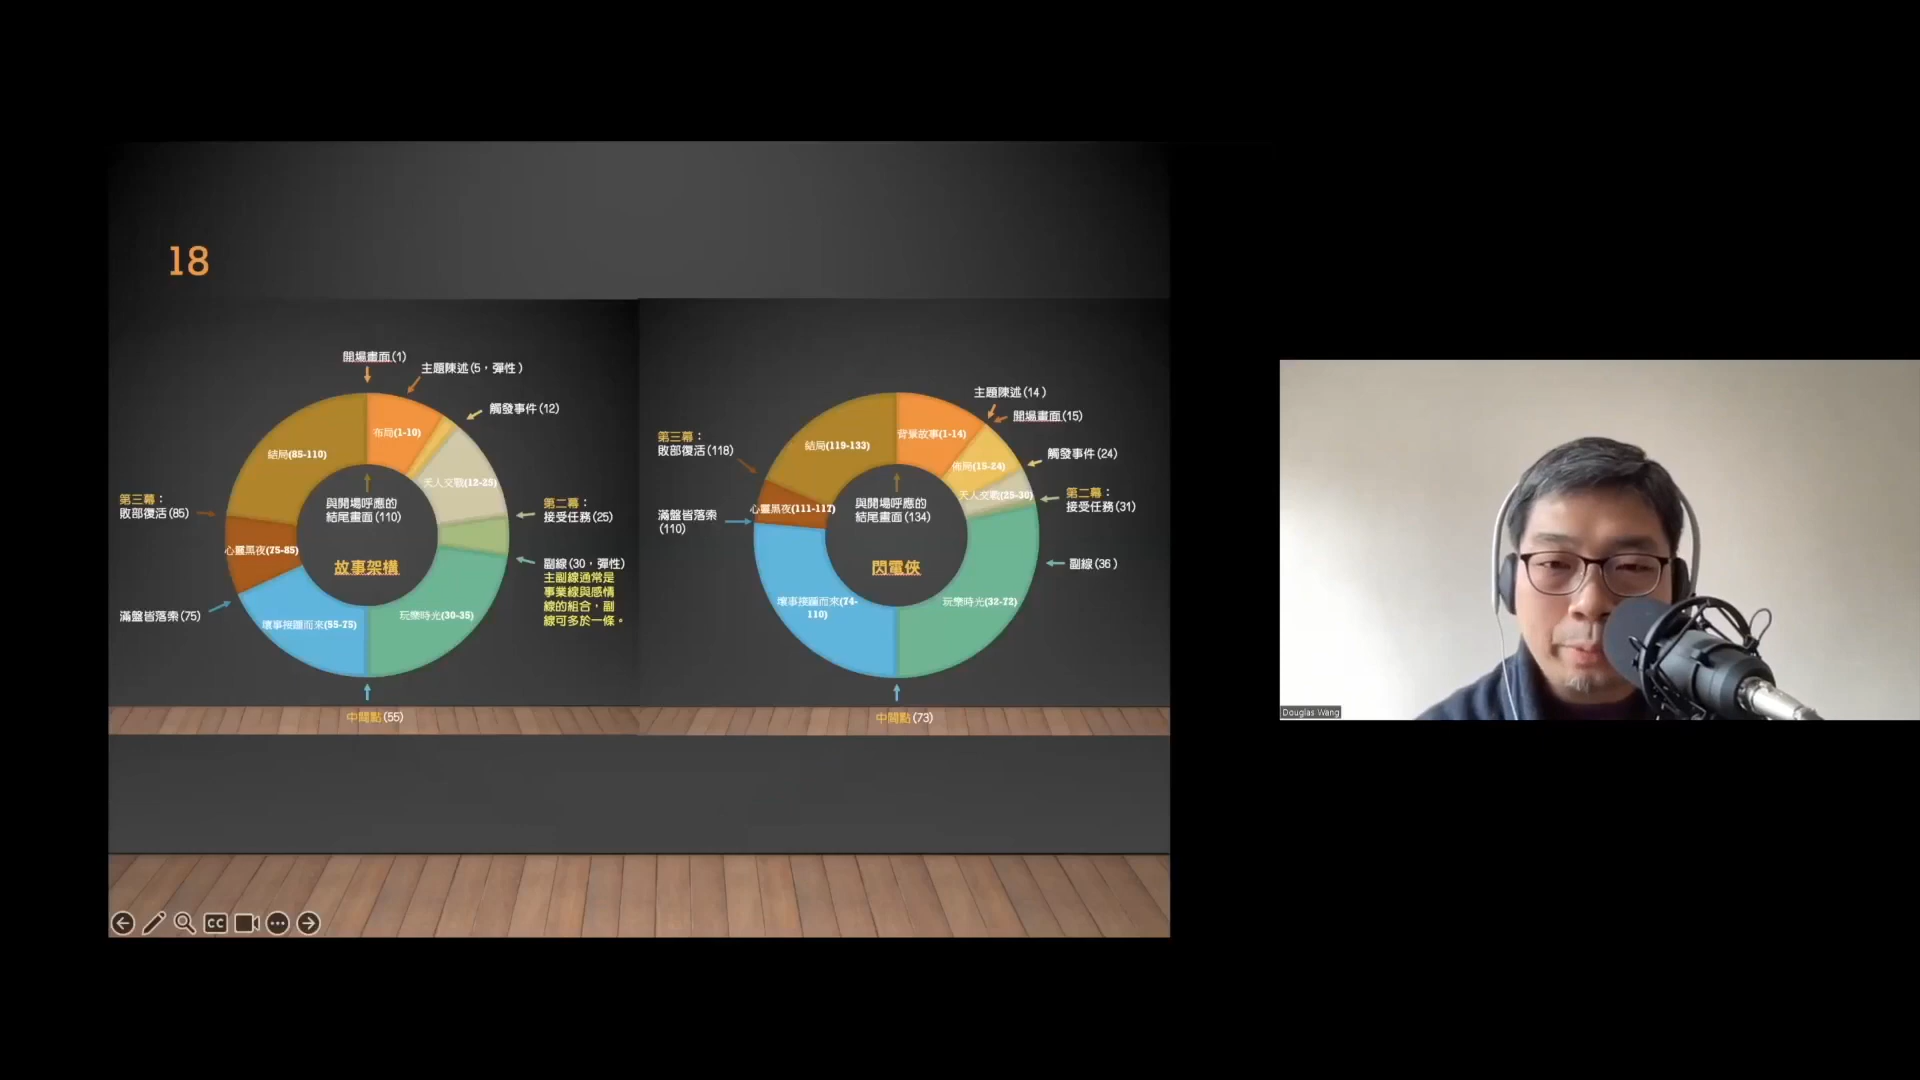 18
開場畫面(1)
主題陳述(5，彈性)
觸發事件(12)
布局(1-10)
結局(85-110)
天人交戰(12-25)
第三幕：
敗部復活(85)
與開場呼應的
結尾畫面(110)
第二幕：
接受任務(25)
心靈黑夜(75-85)
故事架構
副線(30，彈性)
主副線通常是
事業線與感情
線的組合，副
線可多於一條。
滿盤皆落索(75)
壞事接踵而來(55-75)
玩樂時光(30-35)
中間點(55)
主題陳述(14)
開場畫面(15)
第三幕：
敗部復活(118)
結局(119-133)
背景故事(1-14)
觸發事件(24)
佈局(15-24)
天人交戰(25-30)
第二幕：
接受任務(31)
心靈黑夜(111-117)
與開場呼應的
結尾畫面(134)
滿盤皆落索
(110)
閃電俠
副線(36)
壞事接踵而來(74-
110)
玩樂時光(32-72)
中間點(73)
CC
Douglas Wang